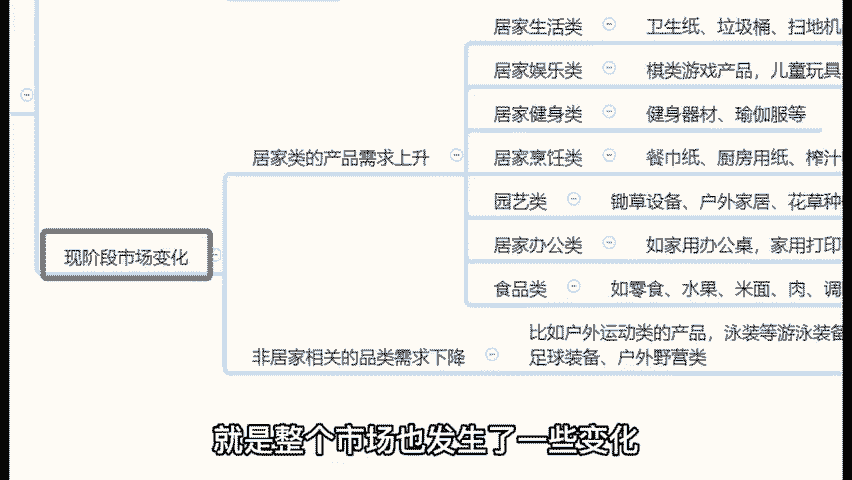 居家生活类 卫生纸、垃圾桶、扫地机
居家娱乐类 棋类游戏产品，儿童玩具
居家健身类 健身器材、瑜伽服等
居家类的产品需求上升 居家烹饪类 餐巾纸、厨房用纸、榨汁
园艺类 锄草设备、户外家居、花草种
现阶段市场变化 居家办公类 如家用办公桌，家用打印
食品类 如零食、水果、米面、肉、调
非居家相关的品类需求下降 比如户外运动类的产品，泳装等游泳装备
足球装备、户外野营类
就是整个市场也发生了一些变化